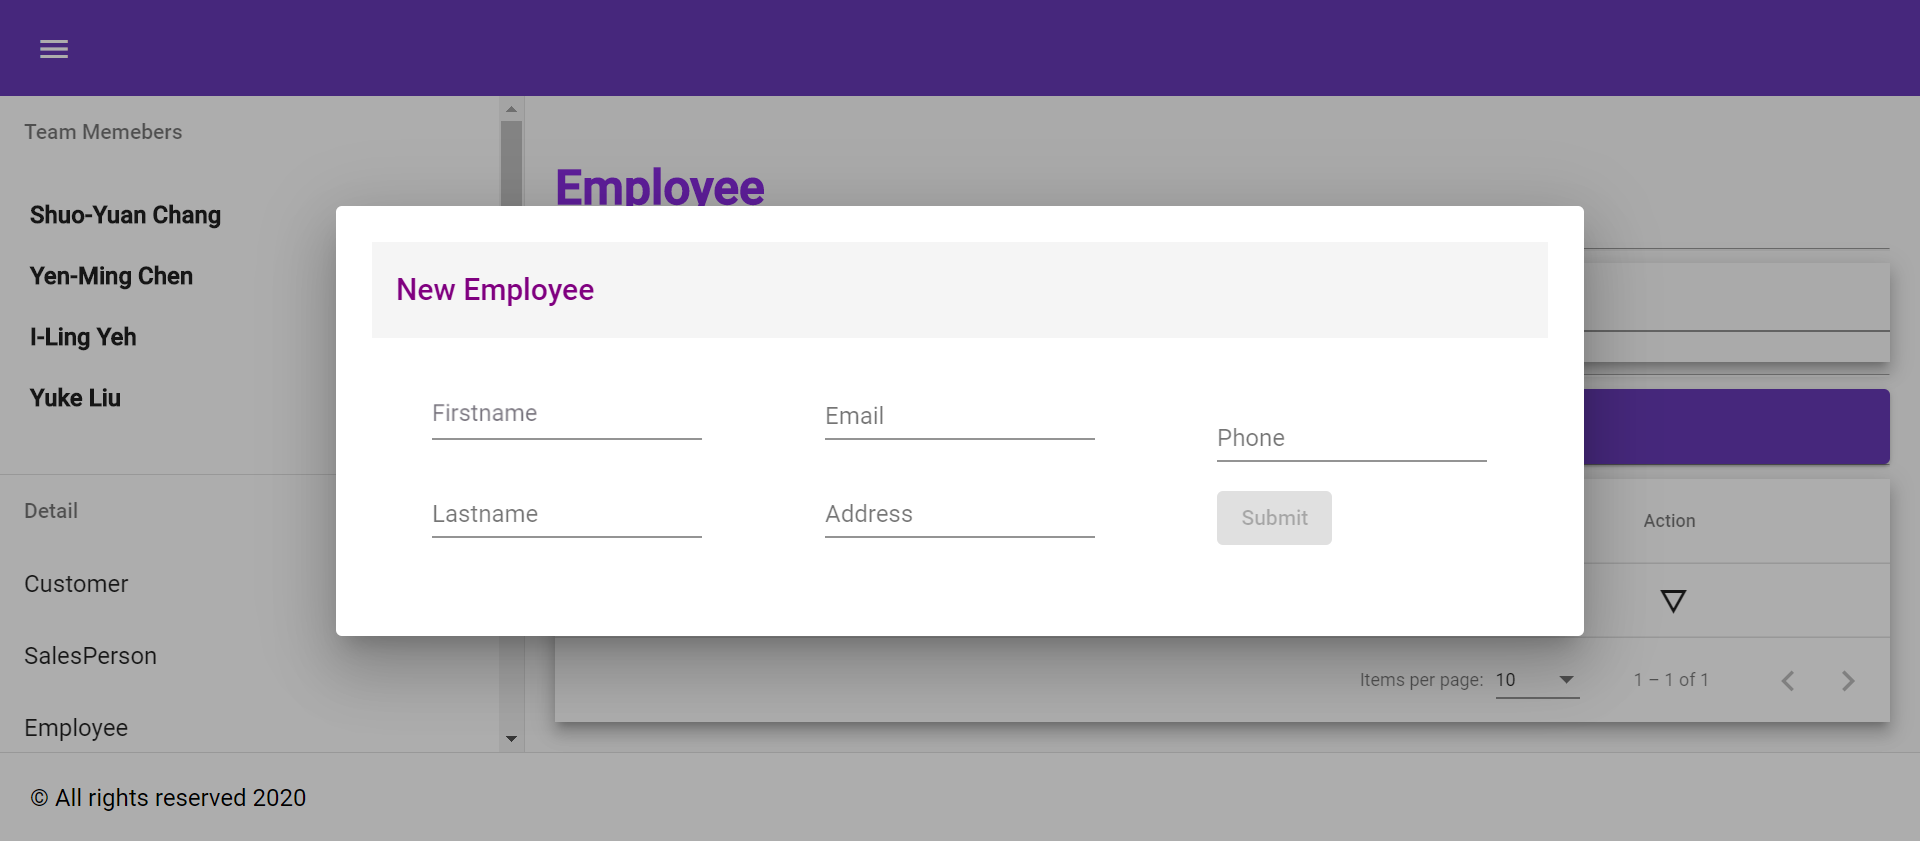 Team Memebers
Shuo-Yuan Chang
Yen-Ming Chen
I-Ling Yeh
Yuke Liu
Detail
Customer
SalesPerson
Employee
Employee
New Employee
Firstname
Email
Phone
Lastname
Address
Submit
Action
Items per page: 10
1 – 1 of 1
© All rights reserved 2020